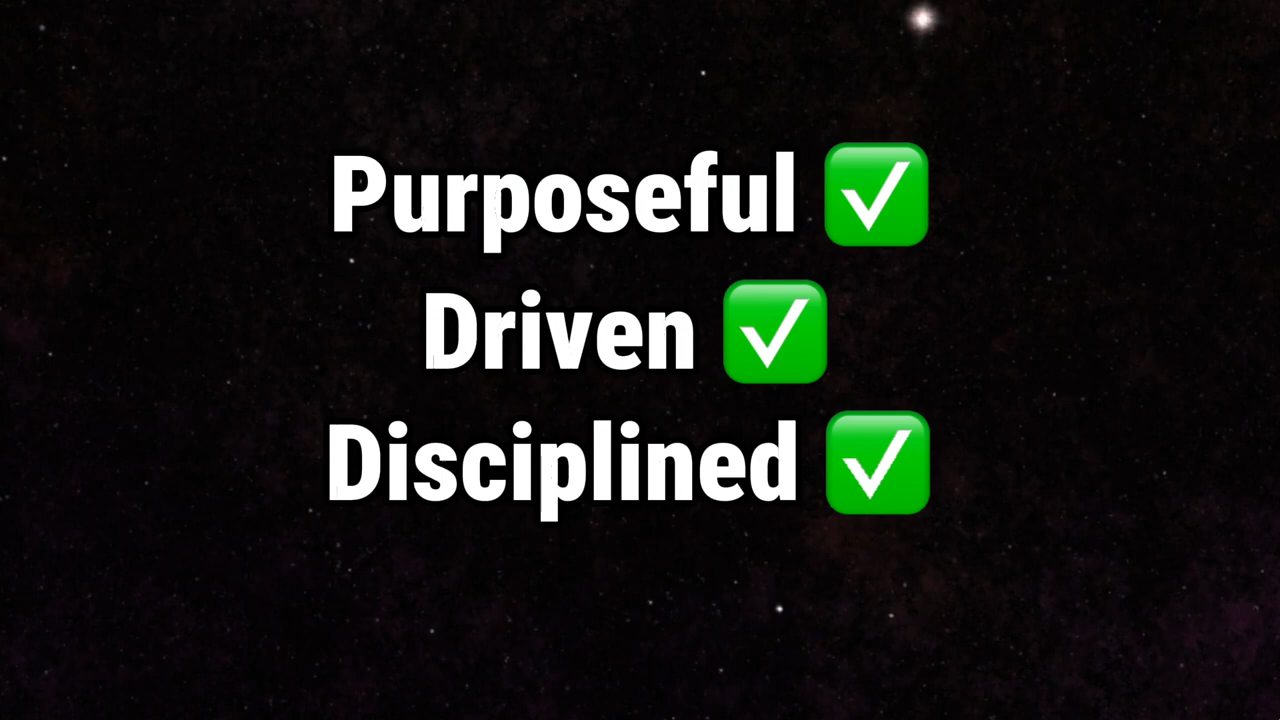 Purposeful ✅
Driven ✅
Disciplined ✅